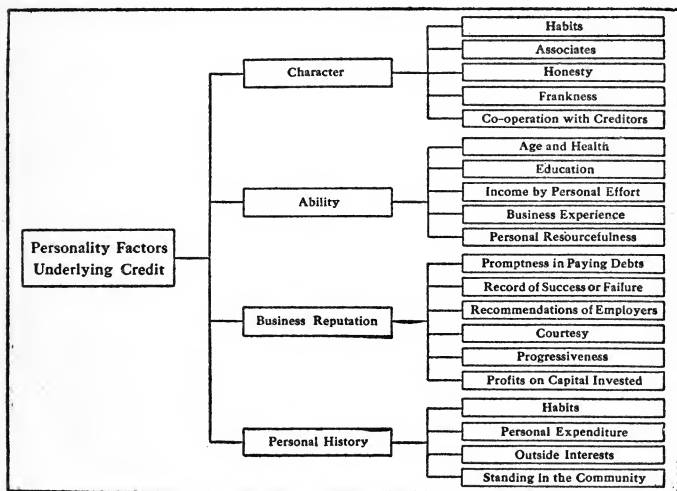 Personality Factors
Underlying Credit
Character
Habits
Associates
Honesty
Frankness
Co-operation with Creditors
Ability
Age and Health
Education
Income by Personal Effort
Business Experience
Personal Resourcefulness
Business Reputation
Promptness in Paying Debts
Record of Success or Failure
Recommendations of Employers
Courtesy
Progressiveness
Profits on Capital Invested
Personal History
Habits
Personal Expenditure
Outside Interests
Standing in the Community